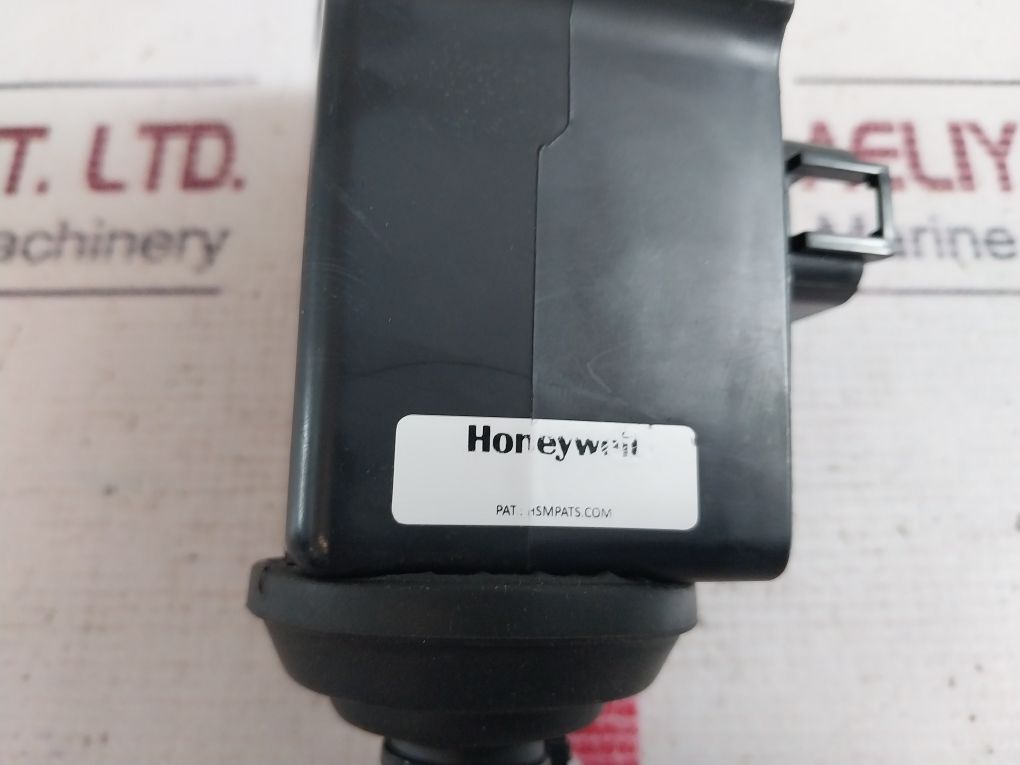 T. LTD.
achinery
AELIY
Marine
Honeywell
PAT : HSMPATS.COM